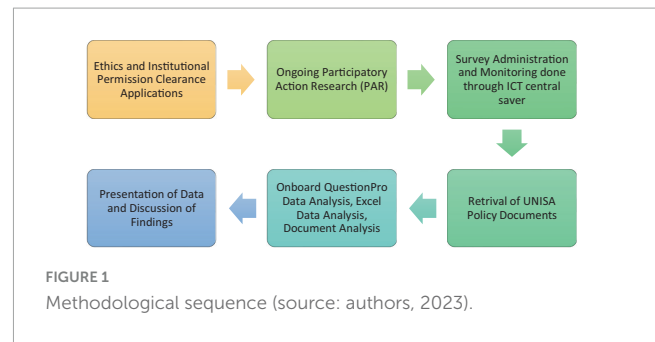 Ethics and Institutional
Permission Clearance
Applications
Ongoing Participatory
Action Research (PAR)
Survey Administration
and Monitoring done
through ICT central
saver
Retrival of UNISA
Policy Documents
Onboard QuestionPro
Data Analysis, Excel
Data Analysis,
Document Analysis
Presentation of Data
and Discussion of
Findings
FIGURE 1
Methodological sequence (source: authors, 2023).